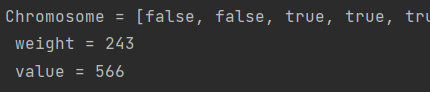 Chromosome = [false, false, true, true,
weight = 243
value = 566